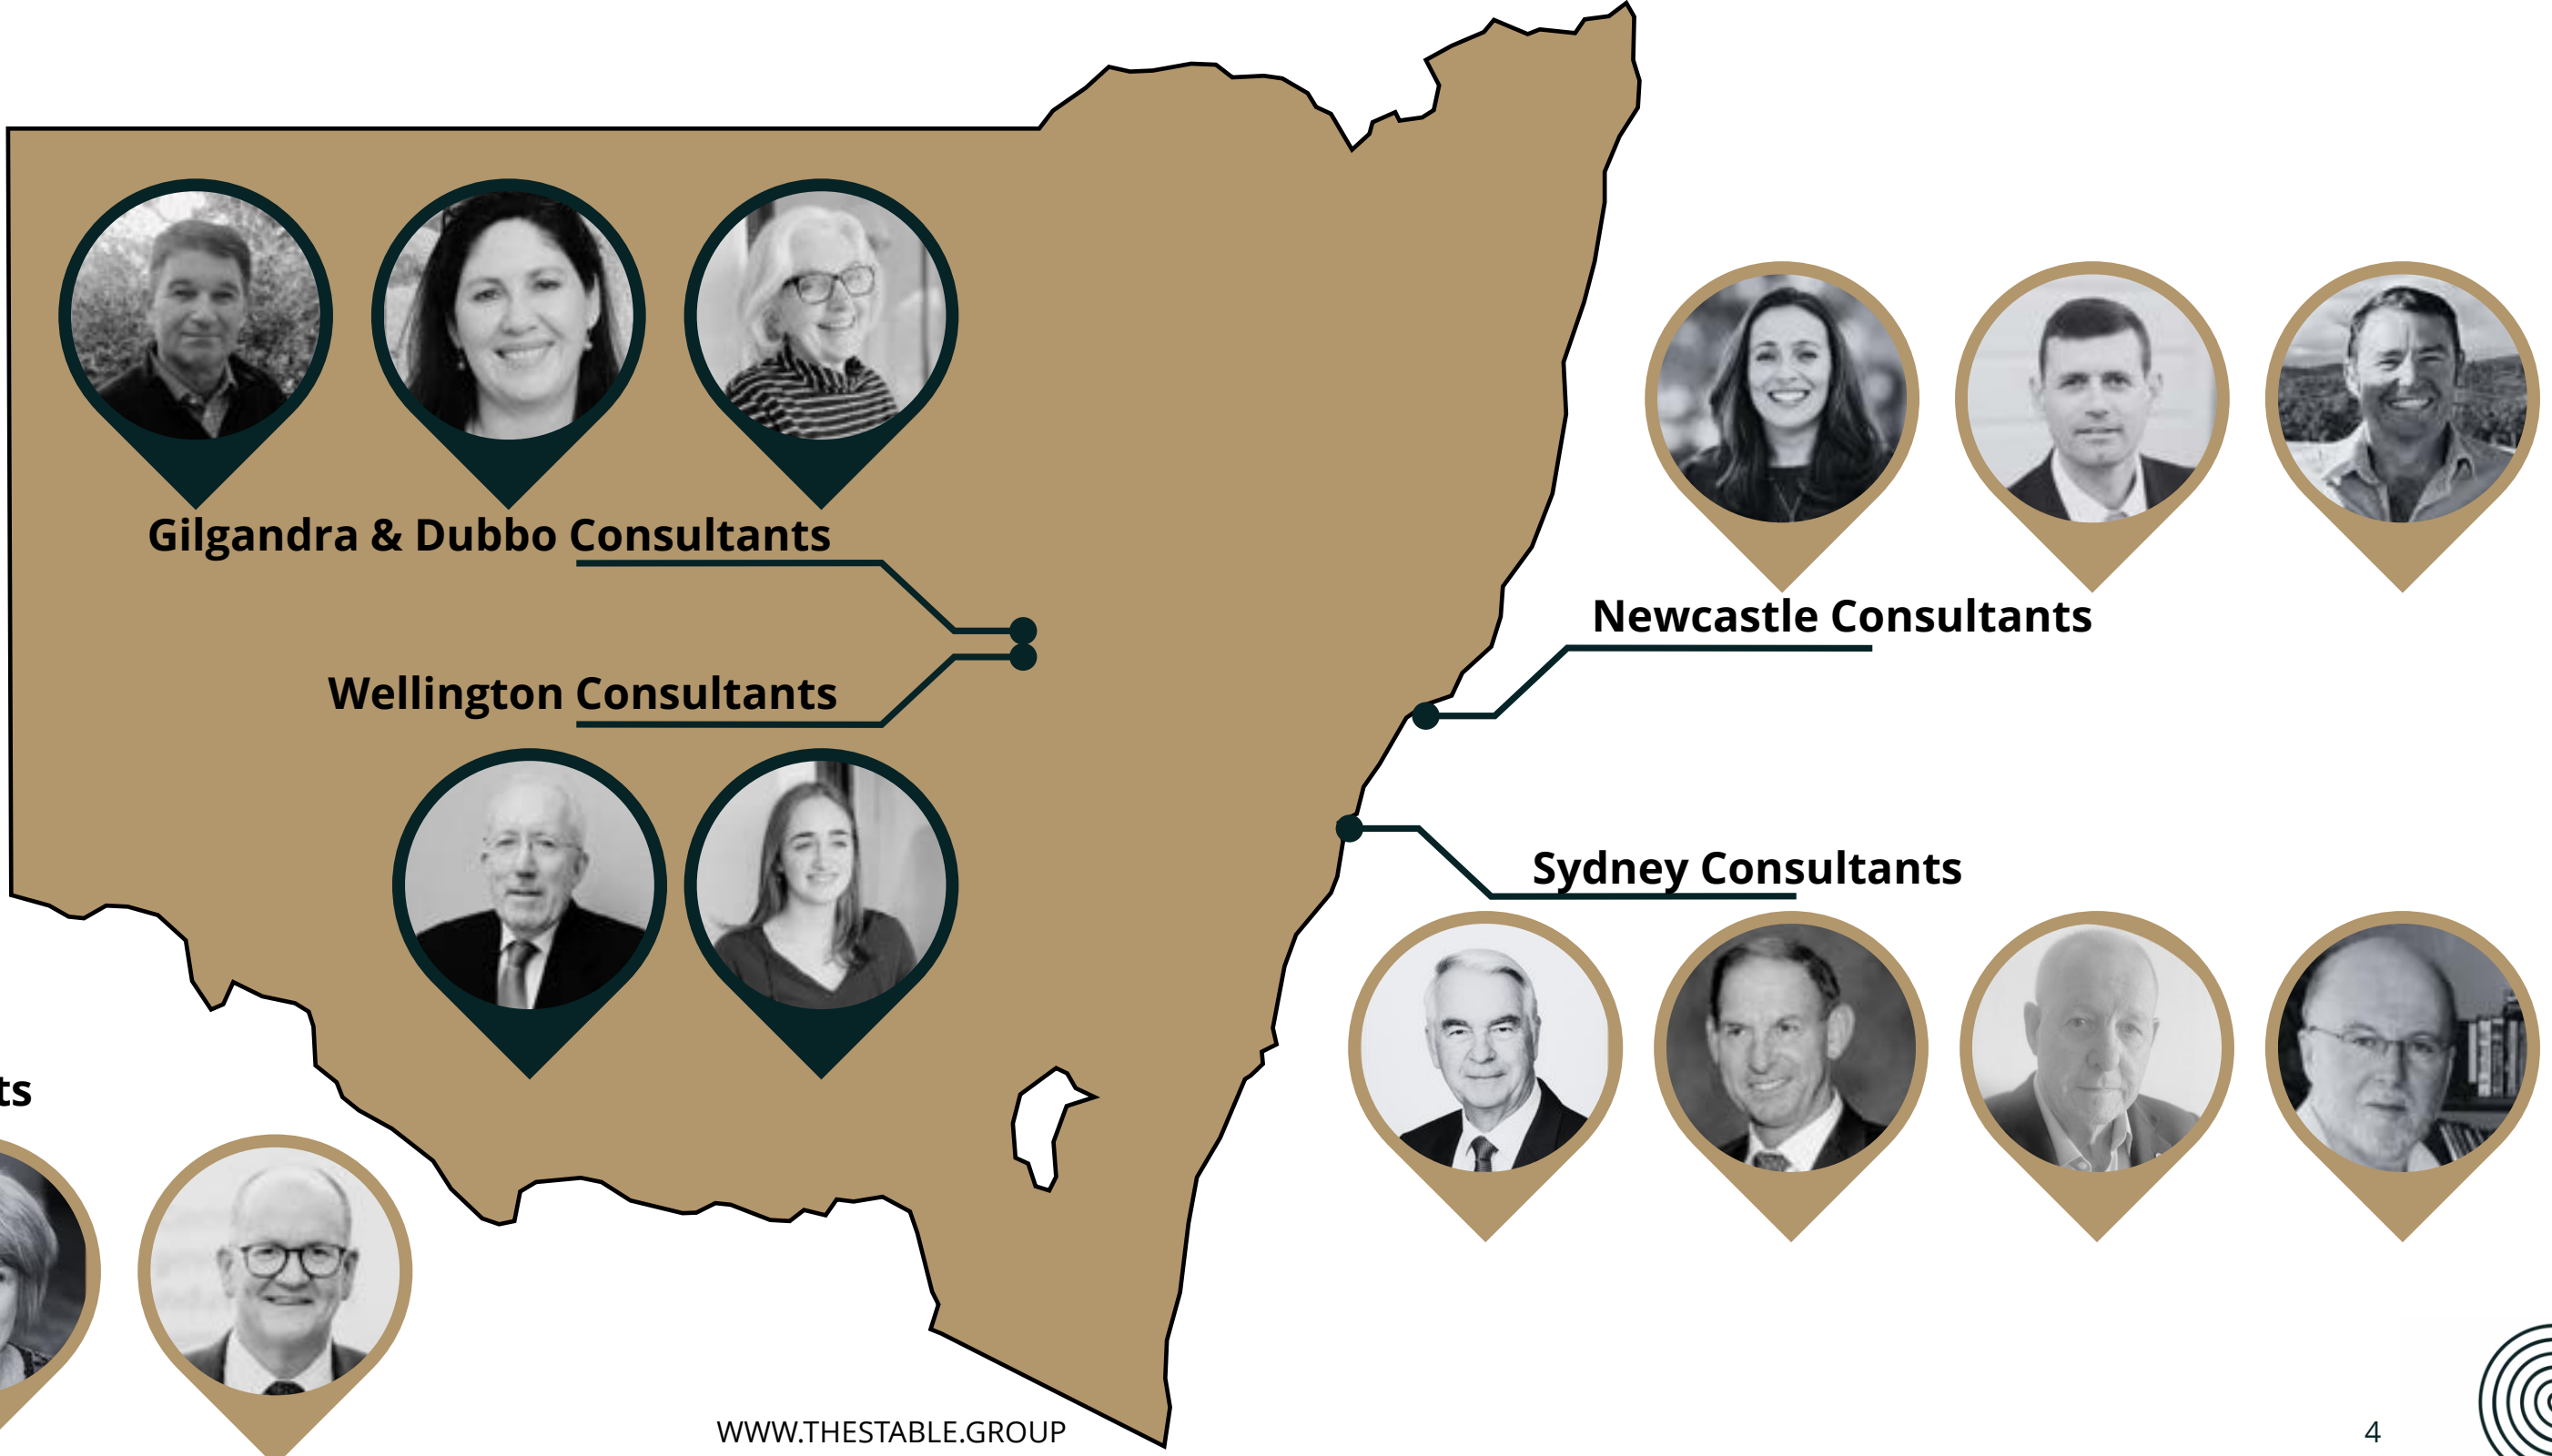 Gilgandra & Dubbo Consultants
Newcastle Consultants
Wellington Consultants
Sydney Consultants
ts
WWW.THESTABLE.GROUP
4